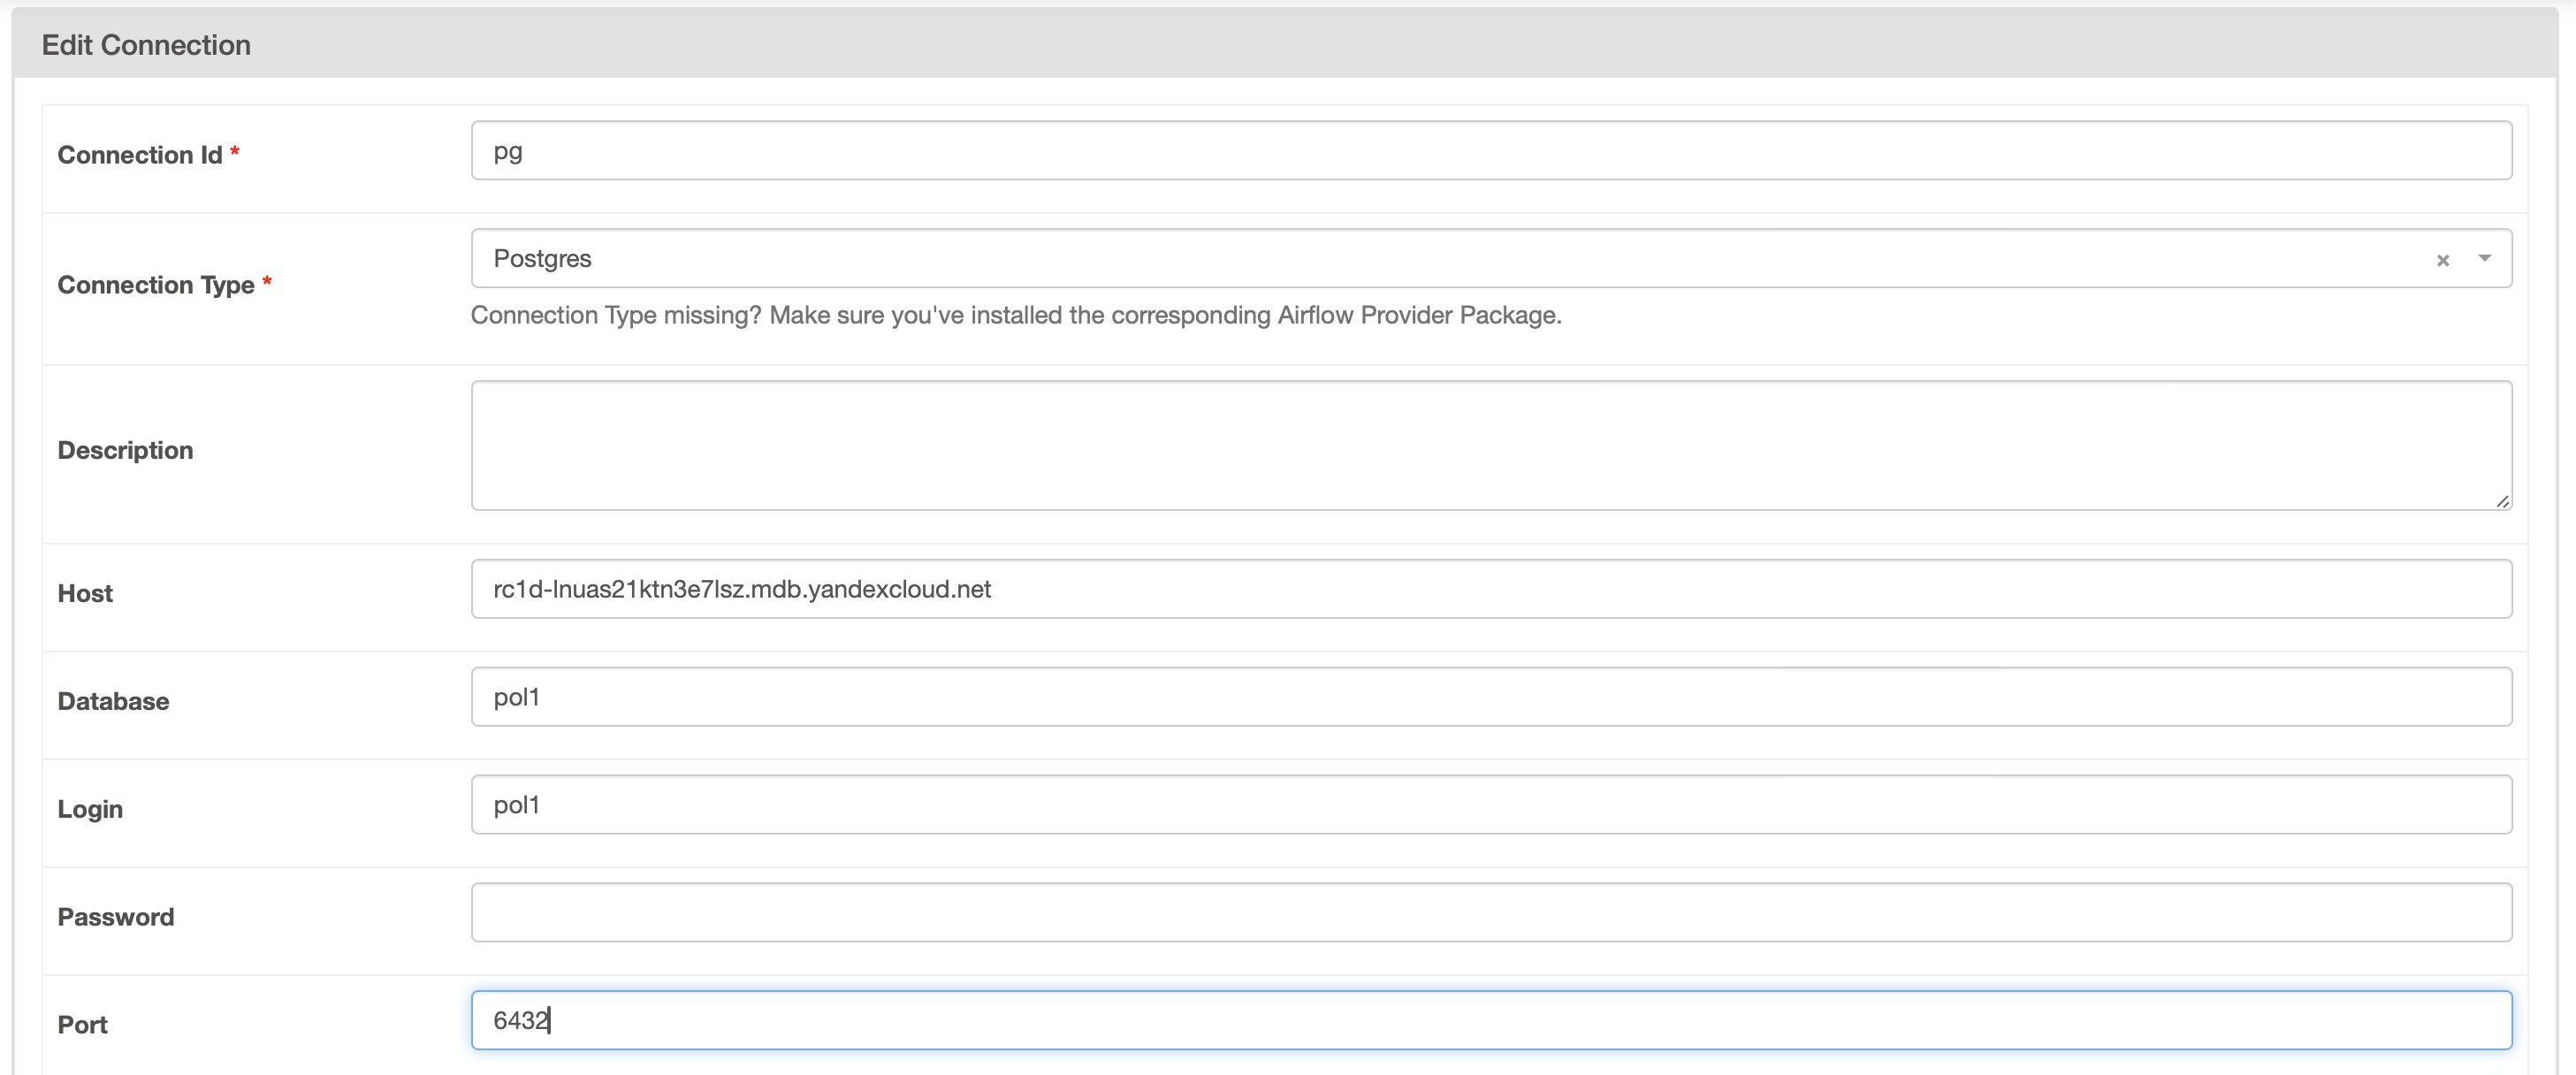 Edit Connection
Connection Id *
pg
Connection Type *
Postgres
Connection Type missing? Make sure you've installed the corresponding Airflow Provider Package.
Description
Host
rc1d-lnuas21ktn3e7lsz.mdb.yandexcloud.net
Database
pol1
Login
pol1
Password
Port
6432